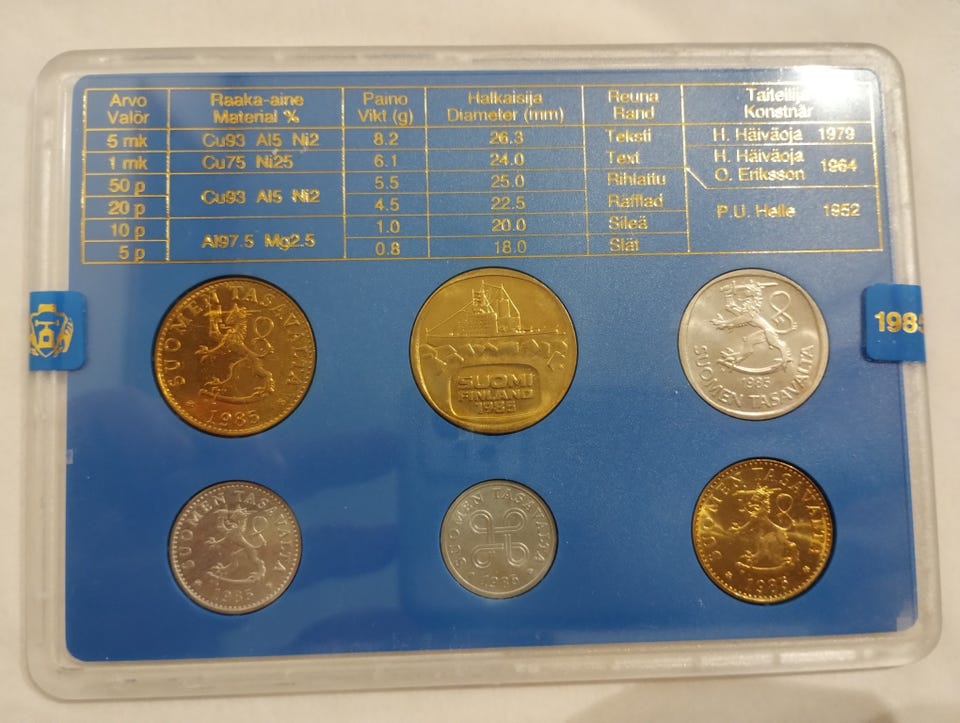 Arvo Raaka-aine Paino Halkaisija Reuna Taiteilija
Valör Material % Vikt (g) Diameter (mm) Rand Konstnär
5 mk Cu93 Al5 Ni2 8.2 26.3 Teksti H. Häiväoja 1979
1 mk Cu75 Ni25 6.1 24.0 Text H. Häiväoja
O. Eriksson 1964
50 p 5.5 25.0 Rihlattu
Cu93 Al5 Ni2
20 p 4.5 22.5 Räfflad
P.U. Helle 1952
10 p 1.0 20.0 Sileä
Al97.5 Mg2.5
5 p 0.8 18.0 Slät
1985
SUOMEN TASAVALTA
1985
SUOMI
FINLAND
1985
1985
SUOMEN TASAVALTA
SUOMEN TASAVALTA
1985
SUOMEN TASAVALTA
1985
SUOMEN TASAVALTA
1985